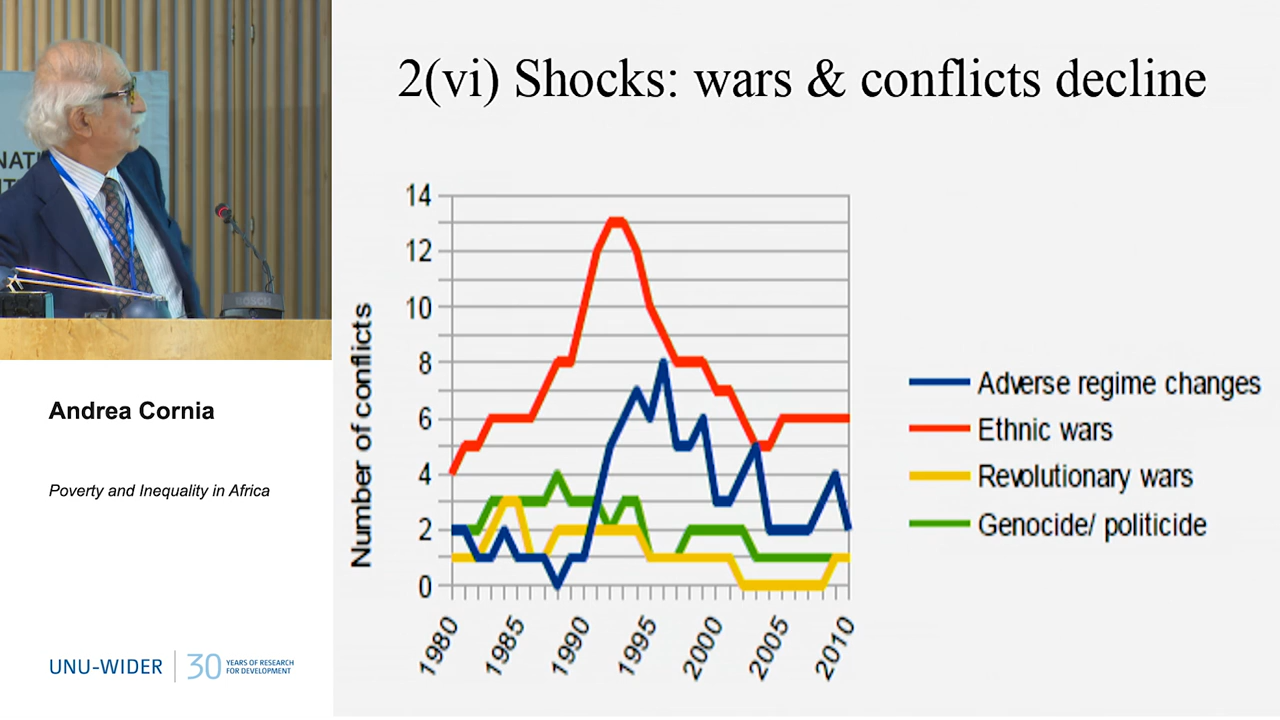 2(vi) Shocks: wars & conflicts decline
NATI
BOSCH
Andrea Cornia
Poverty and Inequality in Africa
UNU-WIDER
30
YEARS OF RESEARCH
FOR DEVELOPMENT
Number of conflicts
14
12
10
8
6
4
2
0
1980
1985
1990
1995
2000
2005
2010
Adverse regime changes
Ethnic wars
Revolutionary wars
Genocide/ politicide